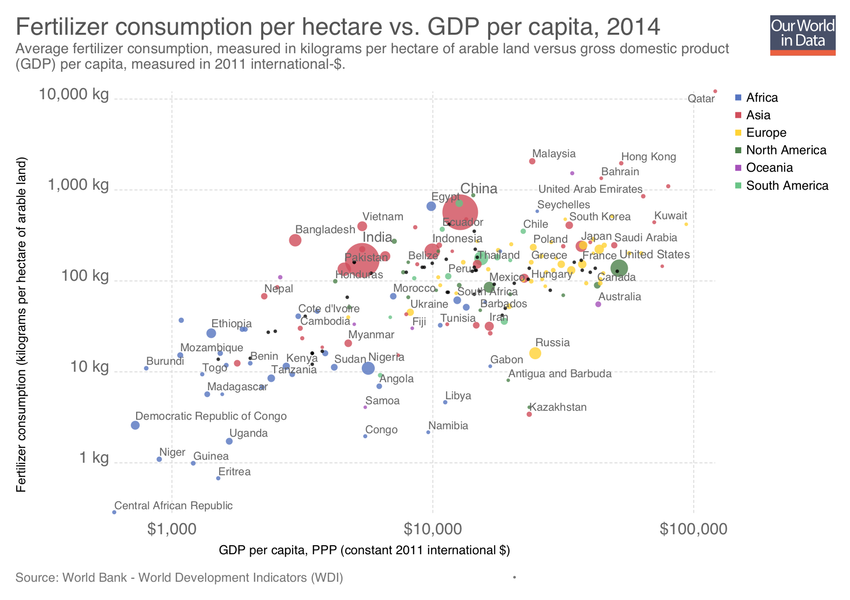 Fertilizer consumption per hectare vs. GDP per capita, 2014
Average fertilizer consumption, measured in kilograms per hectare of arable land versus gross domestic product
(GDP) per capita, measured in 2011 international-$.
Our World
in Data
Fertilizer consumption (kilograms per hectare of arable land)
10,000 kg
1,000 kg
100 kg
10 kg
1 kg
Qatar
Malaysia
Hong Kong
Bahrain
China
Egypt
United Arab Emirates
Seychelles
Vietnam
Ecuador
Chile
South Korea
Kuwait
Bangladesh
India
Indonesia
Poland
Japan
Saudi Arabia
Pakistan
Belize
Thailand
Greece
France
United States
Honduras
Peru
Mexico
Hungary
Canada
Nepal
Morocco
South Africa
Australia
Cote d'Ivoire
Ukraine
Barbados
Ethiopia
Cambodia
Fiji
Tunisia
Iran
Myanmar
Russia
Mozambique
Burundi
Togo
Benin
Kenya
Sudan
Nigeria
Gabon
Tanzania
Angola
Antigua and Barbuda
Madagascar
Samoa
Libya
Kazakhstan
Democratic Republic of Congo
Uganda
Congo
Namibia
Niger
Guinea
Eritrea
Central African Republic
$1,000
$10,000
$100,000
GDP per capita, PPP (constant 2011 international $)
Africa
Asia
Europe
North America
Oceania
South America
Source: World Bank - World Development Indicators (WDI)